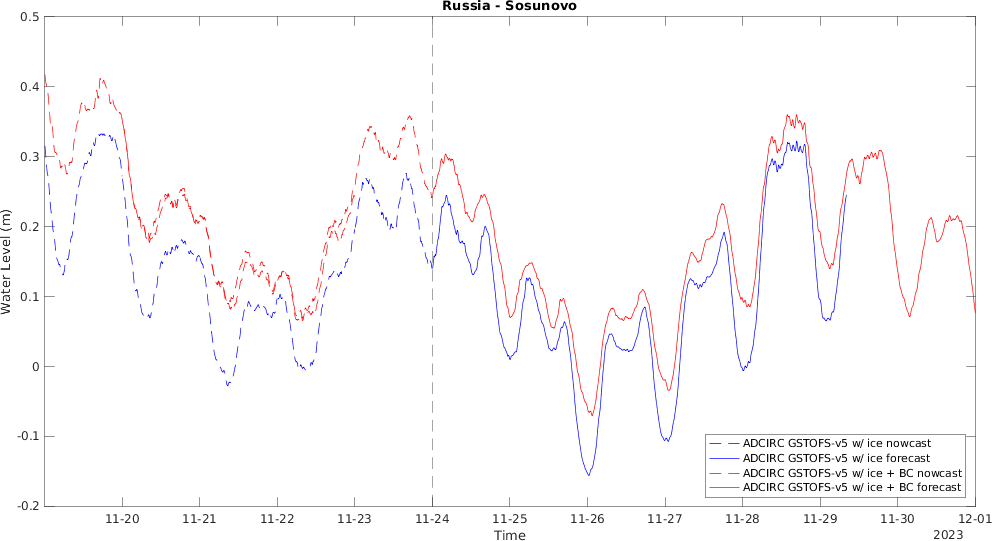 Russia - Sosunovo
0.5
0.4
0.3
0.2
0.1
0
-0.1
-0.2
Water Level (m)
ADCIRC GSTOFS-v5 w/ ice nowcast
ADCIRC GSTOFS-v5 w/ ice forecast
ADCIRC GSTOFS-v5 w/ ice + BC nowcast
ADCIRC GSTOFS-v5 w/ ice + BC forecast
11-20 11-21 11-22 11-23 11-24 11-25 11-26 11-27 11-28 11-29 11-30 12-01
Time 2023